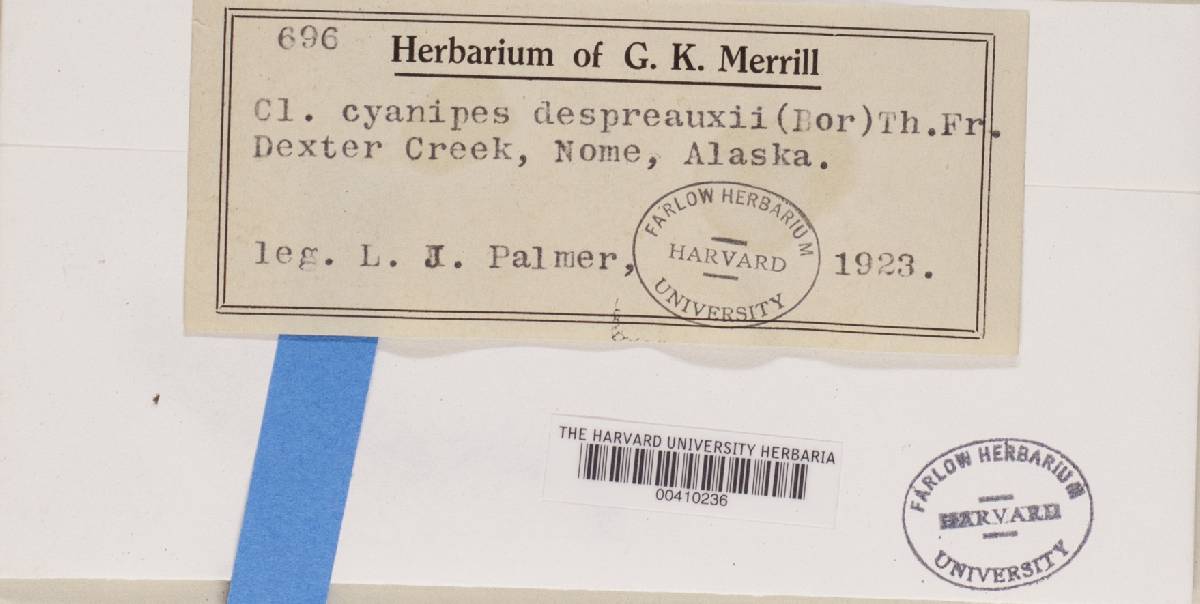 696
Herbarium of G. K. Merrill
Cl. cyanipes despreauxii(Bor)Th.Fr.
Dexter Creek, Nome, Alaska.
leg. L. J. Palmer, 1923.
FARLOW HERBARIUM
HARVARD
UNIVERSITY
THE HARVARD UNIVERSITY HERBARIA
00410236
FARLOW HERBARIUM
HARVARD
UNIVERSITY